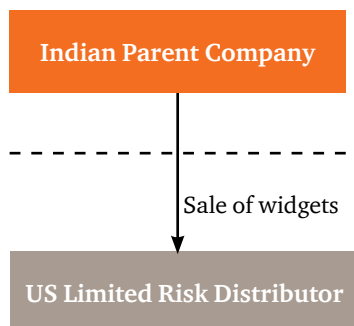 Indian Parent Company
Sale of widgets
US Limited Risk Distributor